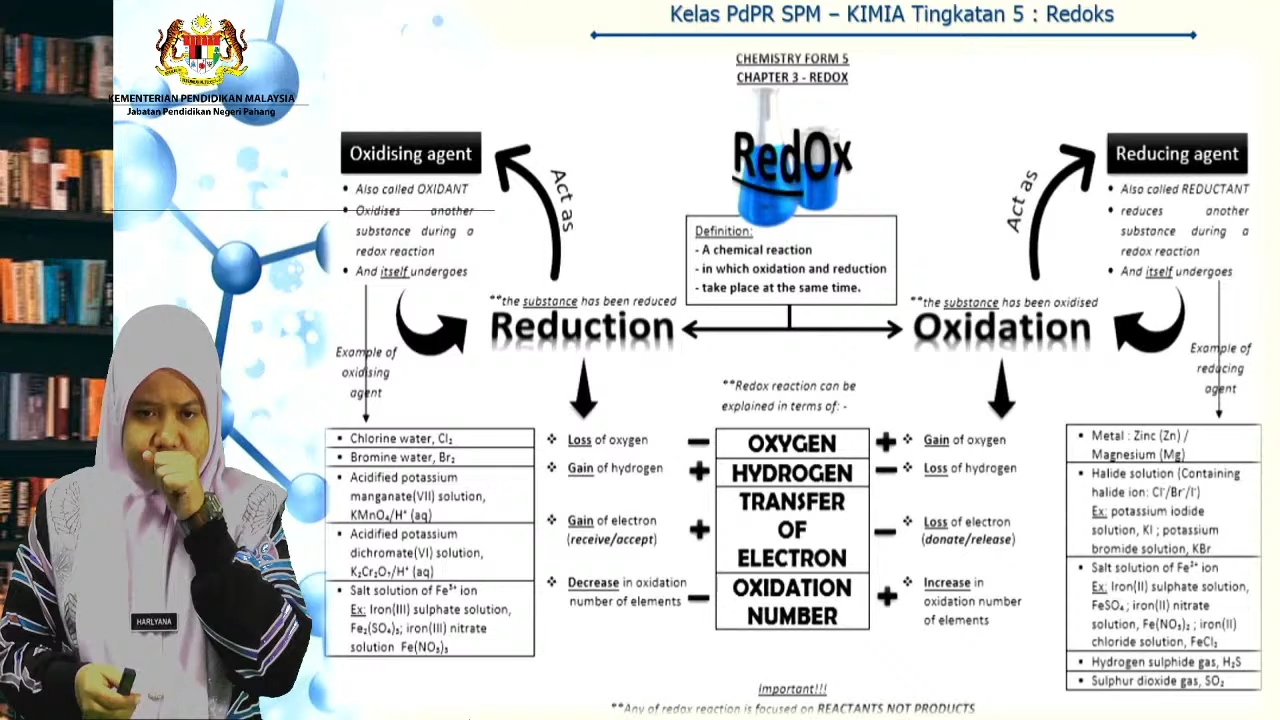 Kelas PdPR SPM – KIMIA Tingkatan 5 : Redoks
KEMENTERIAN PENDIDIKAN MALAYSIA
Jabatan Pendidikan Negeri Pahang
CHEMISTRY FORM 5
CHAPTER 3 - REDOX
RedOx
Definition:
- A chemical reaction
- in which oxidation and reduction
- take place at the same time.
Oxidising agent
• Also called OXIDANT
• Oxidises another
substance during a
redox reaction
• And itself undergoes
Act as
**the substance has been reduced
Reduction
Act as
Reducing agent
• Also called REDUCTANT
• reduces another
substance during a
redox reaction
• And itself undergoes
**the substance has been oxidised
Oxidation
Example of
oxidising
agent
• Chlorine water, Cl₂
• Bromine water, Br₂
• Acidified potassium
manganate(VII) solution,
KMnO₄/H⁺ (aq)
• Acidified potassium
dichromate(VI) solution,
K₂Cr₂O₇/H⁺ (aq)
• Salt solution of Fe³⁺ ion
Ex: Iron(III) sulphate solution,
Fe₂(SO₄)₃; iron(III) nitrate
solution Fe(NO₃)₃
❖ Loss of oxygen
❖ Gain of hydrogen
❖ Gain of electron
(receive/accept)
❖ Decrease in oxidation
number of elements
**Redox reaction can be
explained in terms of: -
− OXYGEN +
+ HYDROGEN −
TRANSFER
+ OF −
ELECTRON
− OXIDATION +
NUMBER
❖ Gain of oxygen
❖ Loss of hydrogen
❖ Loss of electron
(donate/release)
❖ Increase in
oxidation number
of elements
Example of
reducing
agent
• Metal : Zinc (Zn) /
Magnesium (Mg)
• Halide solution (Containing
halide ion: Cl⁻/Br⁻/I⁻)
Ex: potassium iodide
solution, KI ; potassium
bromide solution, KBr
• Salt solution of Fe²⁺ ion
Ex: Iron(II) sulphate solution,
FeSO₄ ; iron(II) nitrate
solution, Fe(NO₃)₂ ; iron(II)
chloride solution, FeCl₂
• Hydrogen sulphide gas, H₂S
• Sulphur dioxide gas, SO₂
HARLYANA
Important!!!
**Any of redox reaction is focused on REACTANTS NOT PRODUCTS